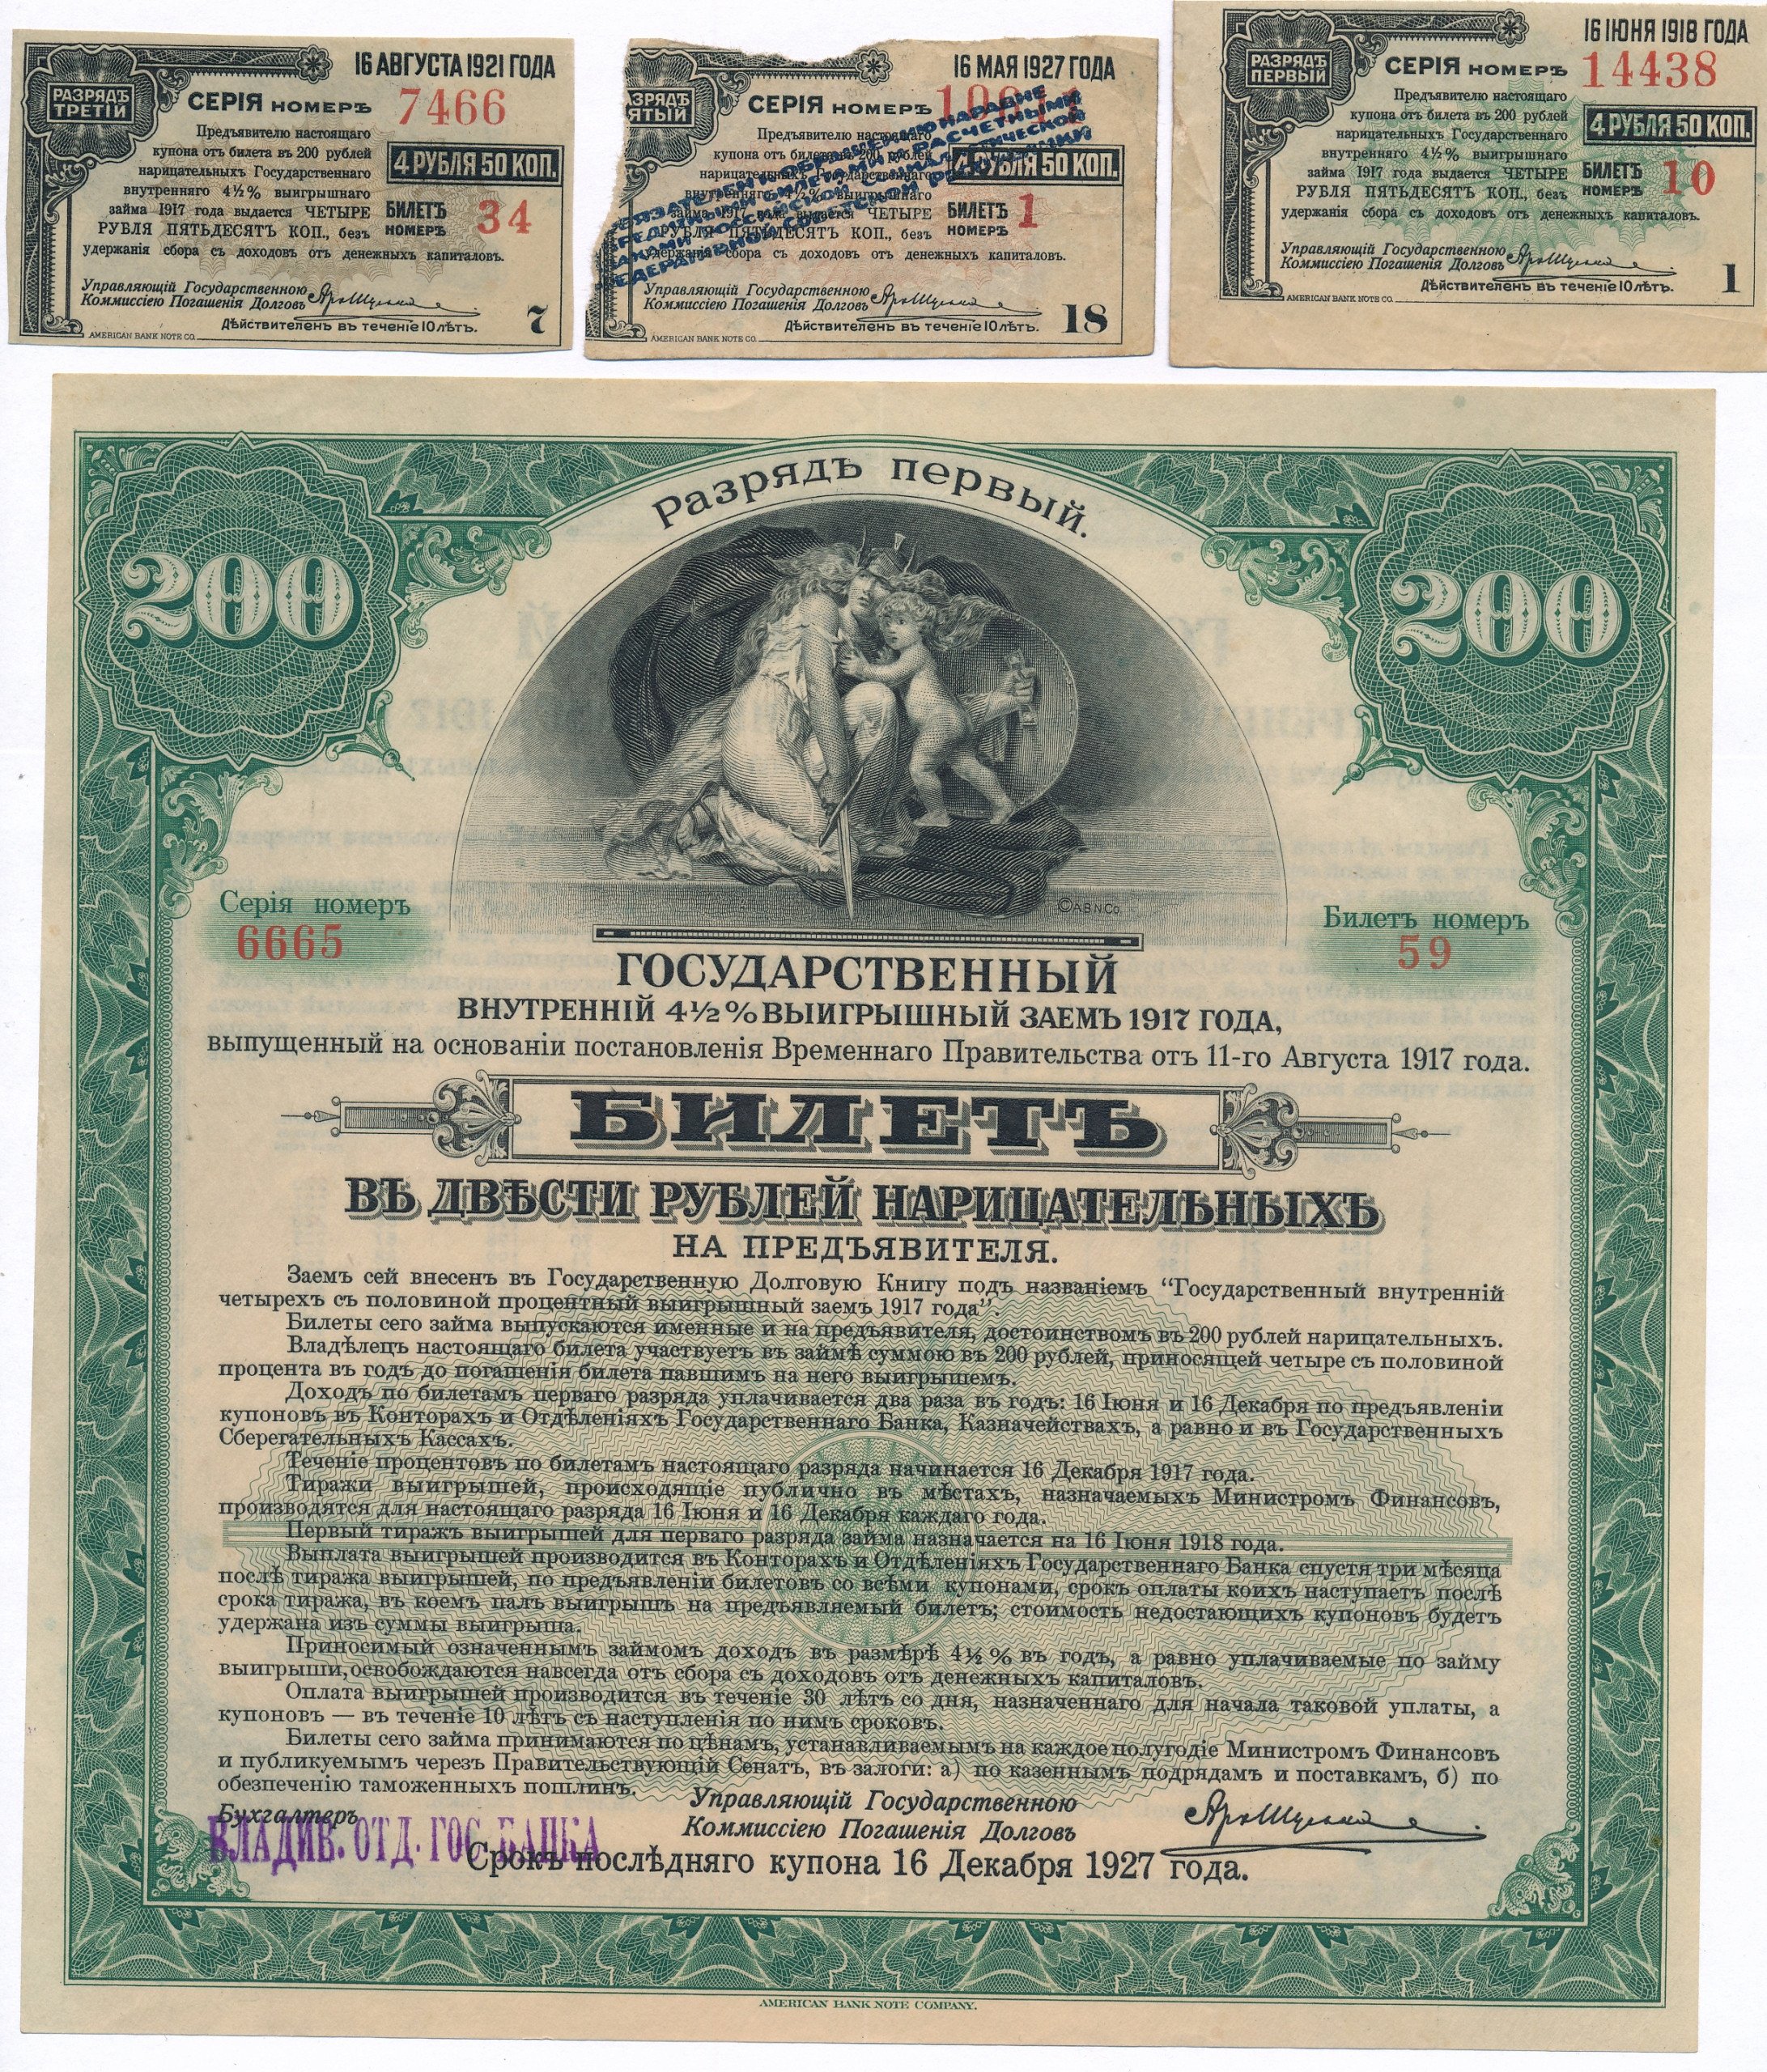 РАЗРЯДЪ
ТРЕТІЙ
16 АВГУСТА 1921 ГОДА
СЕРІЯ НОМЕРЪ 7466
Предъявителю настоящаго
купона отъ билета въ 200 рублей
нарицательныхъ Государственнаго
внутренняго 4½% выигрышнаго
займа 1917 года выдается ЧЕТЫРЕ
РУБЛЯ ПЯТЬДЕСЯТЪ КОП., безъ
удержанія сбора съ доходовъ отъ денежныхъ капиталовъ.
4 РУБЛЯ 50 КОП.
БИЛЕТЪ
НОМЕРЪ 34
Управляющій Государственною
Коммиссіею Погашенія Долговъ
Дѣйствителенъ въ теченіе 10 лѣтъ.
7
AMERICAN BANK NOTE CO.
16 МАЯ 1927 ГОДА
СЕРІЯ НОМЕРЪ
Предъявителю настоящаго
купона отъ билета въ 200 рублей
нарицательныхъ Государственнаго
внутренняго 4½% выигрышнаго
займа 1917 года выдается ЧЕТЫРЕ
РУБЛЯ ПЯТЬДЕСЯТЪ КОП., безъ
удержанія сбора съ доходовъ отъ денежныхъ капиталовъ.
4 РУБЛЯ 50 КОП.
БИЛЕТЪ
НОМЕРЪ 1
Управляющій Государственною
Коммиссіею Погашенія Долговъ
Дѣйствителенъ въ теченіе 10 лѣтъ.
18
AMERICAN BANK NOTE CO.
РАЗРЯДЪ
ПЕРВЫЙ
16 ІЮНЯ 1918 ГОДА
СЕРІЯ НОМЕРЪ 14438
Предъявителю настоящаго
купона отъ билета въ 200 рублей
нарицательныхъ Государственнаго
внутренняго 4½% выигрышнаго
займа 1917 года выдается ЧЕТЫРЕ
РУБЛЯ ПЯТЬДЕСЯТЪ КОП., безъ
удержанія сбора съ доходовъ отъ денежныхъ капиталовъ.
4 РУБЛЯ 50 КОП.
БИЛЕТЪ
НОМЕРЪ 10
Управляющій Государственною
Коммиссіею Погашенія Долговъ
Дѣйствителенъ въ теченіе 10 лѣтъ.
1
AMERICAN BANK NOTE CO.
Разрядъ первый.
200
200
©ABNCo.
Серія номеръ
6665
Билетъ номеръ
59
ГОСУДАРСТВЕННЫЙ
ВНУТРЕННІЙ 4½% ВЫИГРЫШНЫЙ ЗАЕМЪ 1917 ГОДА,
выпущенный на основаніи постановленія Временнаго Правительства отъ 11-го Августа 1917 года.
БИЛЕТЪ
ВЪ ДВѢСТИ РУБЛЕЙ НАРИЦАТЕЛЬНЫХЪ
НА ПРЕДЪЯВИТЕЛЯ.
Заемъ сей внесенъ въ Государственную Долговую Книгу подъ названіемъ “Государственный внутренній
четырехъ съ половиной процентный выигрышный заемъ 1917 года”.
Билеты сего займа выпускаются именные и на предъявителя, достоинствомъ въ 200 рублей нарицательныхъ.
Владѣлецъ настоящаго билета участвуетъ въ займѣ суммою въ 200 рублей, приносящей четыре съ половиной
процента въ годъ до погашенія билета павшимъ на него выигрышемъ.
Доходъ по билетамъ перваго разряда уплачивается два раза въ годъ: 16 Іюня и 16 Декабря по предъявленіи
купоновъ въ Конторахъ и Отдѣленіяхъ Государственнаго Банка, Казначействахъ, а равно и въ Государственныхъ
Сберегательныхъ Кассахъ.
Теченіе процентовъ по билетамъ настоящаго разряда начинается 16 Декабря 1917 года.
Тиражи выигрышей, происходящіе публично въ мѣстахъ, назначаемыхъ Министромъ Финансовъ,
производятся для настоящаго разряда 16 Іюня и 16 Декабря каждаго года.
Первый тиражъ выигрышей для перваго разряда займа назначается на 16 Іюня 1918 года.
Выплата выигрышей производится въ Конторахъ и Отдѣленіяхъ Государственнаго Банка спустя три мѣсяца
послѣ тиража выигрышей, по предъявленіи билетовъ со всѣми купонами, срокъ оплаты коихъ наступаетъ послѣ
срока тиража, въ коемъ палъ выигрышъ на предъявляемый билетъ; стоимость недостающихъ купоновъ будетъ
удержана изъ суммы выигрыша.
Приносимый означеннымъ займомъ доходъ въ размѣрѣ 4½% въ годъ, а равно уплачиваемые по займу
выигрыши, освобождаются навсегда отъ сбора съ доходовъ отъ денежныхъ капиталовъ.
Оплата выигрышей производится въ теченіе 30 лѣтъ со дня, назначеннаго для начала таковой уплаты, а
купоновъ — въ теченіе 10 лѣтъ съ наступленія по нимъ сроковъ.
Билеты сего займа принимаются по цѣнамъ, устанавливаемымъ на каждое полугодіе Министромъ Финансовъ
и публикуемымъ черезъ Правительствующій Сенатъ, въ залоги: а) по казеннымъ подрядамъ и поставкамъ, б) по
обезпеченію таможенныхъ пошлинъ.
Бухгалтеръ
Управляющій Государственною
Коммиссіею Погашенія Долговъ
ВЛАДИВ. ОТД. ГОС. БАНКА
Срокъ послѣдняго купона 16 Декабря 1927 года.
AMERICAN BANK NOTE COMPANY.